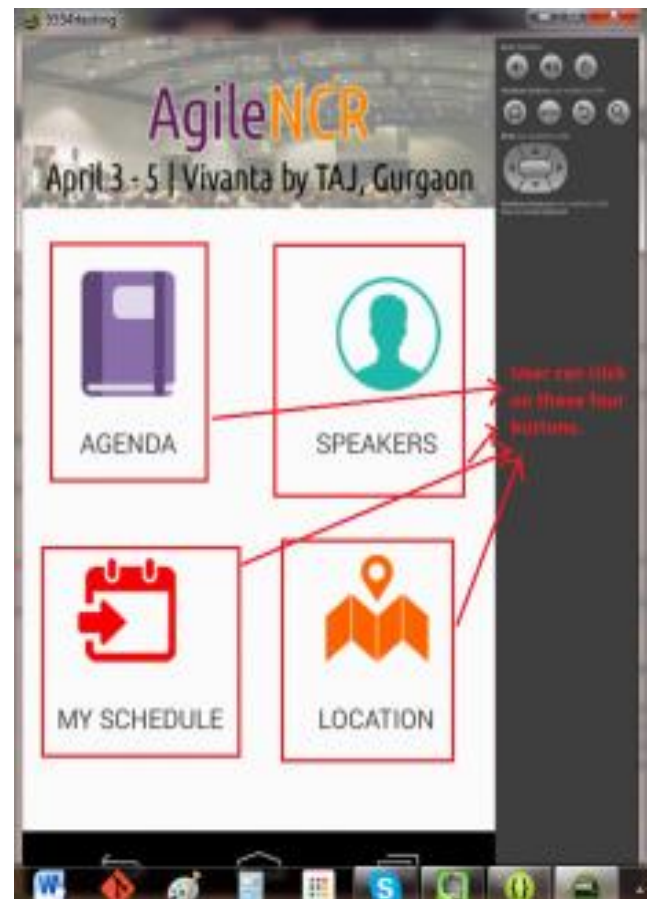 AgileNCR
April 3 - 5 | Vivanta by TAJ, Gurgaon
AGENDA
SPEAKERS
User can click
on these four
buttons.
MY SCHEDULE
LOCATION